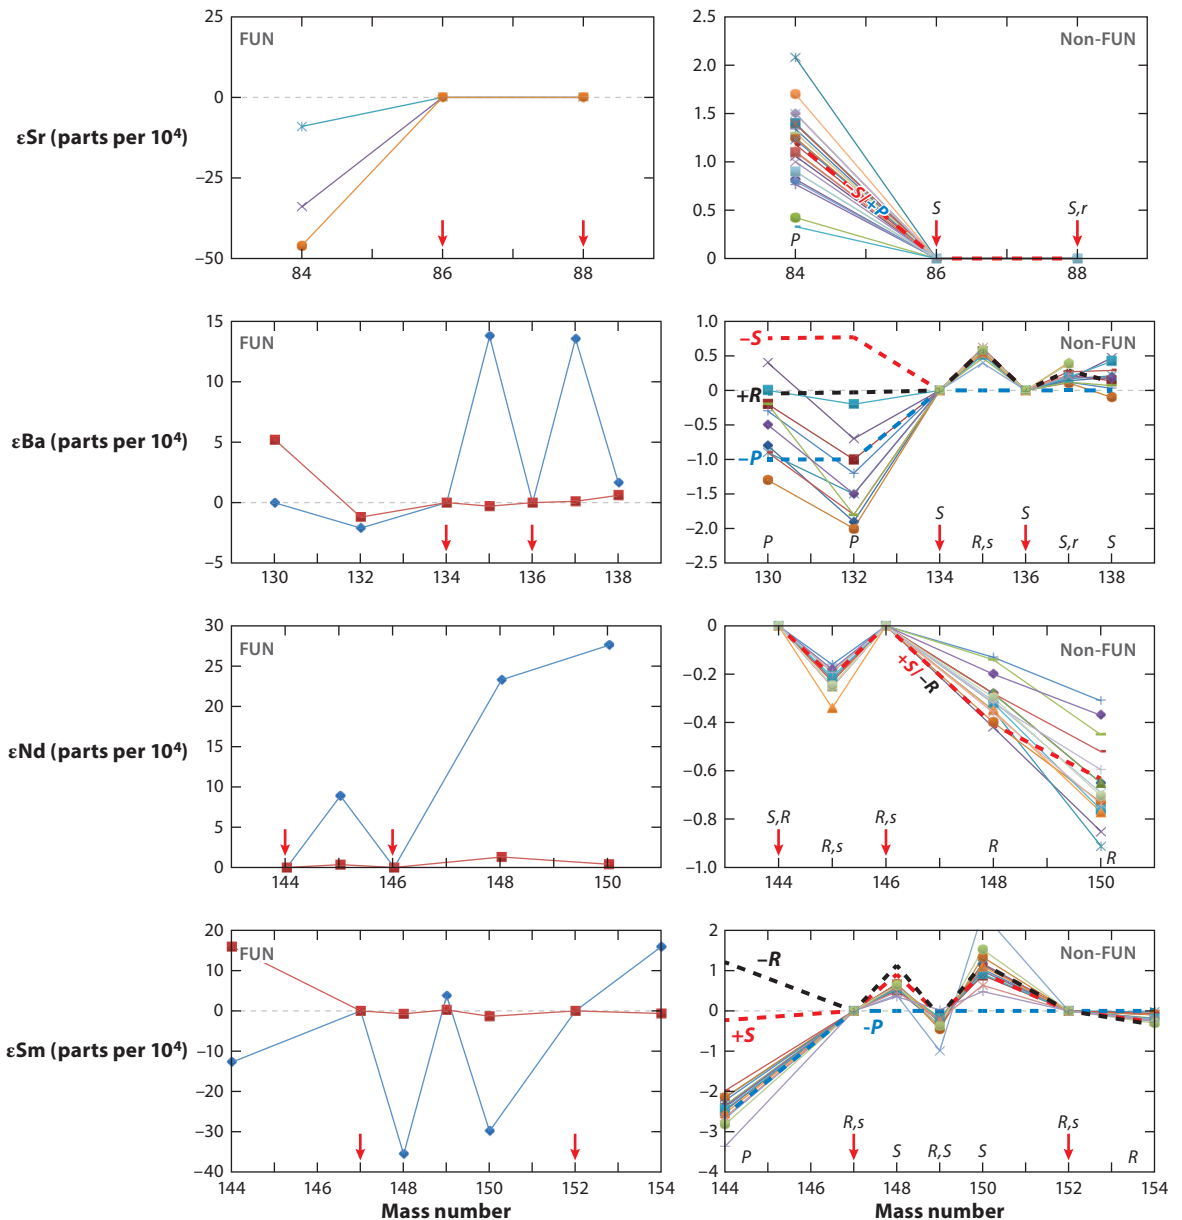 FUN
Non-FUN
εSr (parts per 10⁴)
25
0
−25
−50
84
86
88
2.5
2.0
1.5
1.0
0.5
0
−S/+P
P
S
S,r
84
86
88
FUN
Non-FUN
εBa (parts per 10⁴)
15
10
5
0
−5
130
132
134
136
138
1.0
0.5
0
−0.5
−1.0
−1.5
−2.0
−2.5
−S
+R
−P
P
P
S
R,s
S
S,r
S
130
132
134
136
138
FUN
Non-FUN
εNd (parts per 10⁴)
30
25
20
15
10
5
0
144
146
148
150
0
−0.2
−0.4
−0.6
−0.8
−1.0
+S/−R
S,R
R,s
R,s
R
R
144
146
148
150
FUN
Non-FUN
εSm (parts per 10⁴)
20
10
0
−10
−20
−30
−40
144
146
148
150
152
154
Mass number
2
1
0
−1
−2
−3
−4
−R
+S
-P
P
R,s
S
R,S
S
R,s
R
144
146
148
150
152
154
Mass number